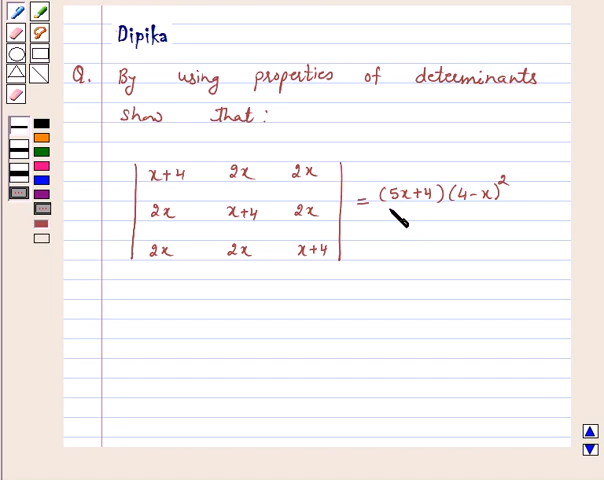 Dipika
Q. By using properties of determinants
show that :
| x+4 2x 2x |
| 2x x+4 2x | = (5x+4)(4-x)²
| 2x 2x x+4 |